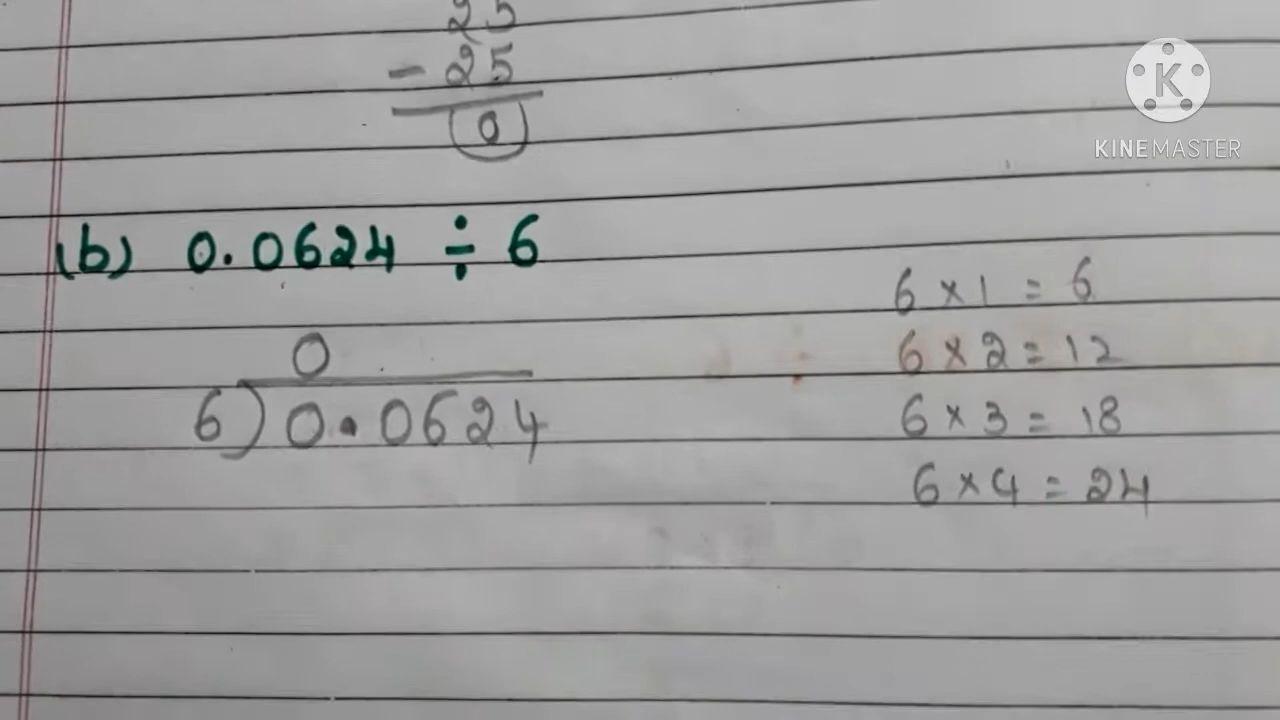 25
- 25
0
(b) 0.0624 ÷ 6
0
6)0.0624
6 × 1 = 6
6 × 2 = 12
6 × 3 = 18
6 × 4 = 24
K
KINEMASTER